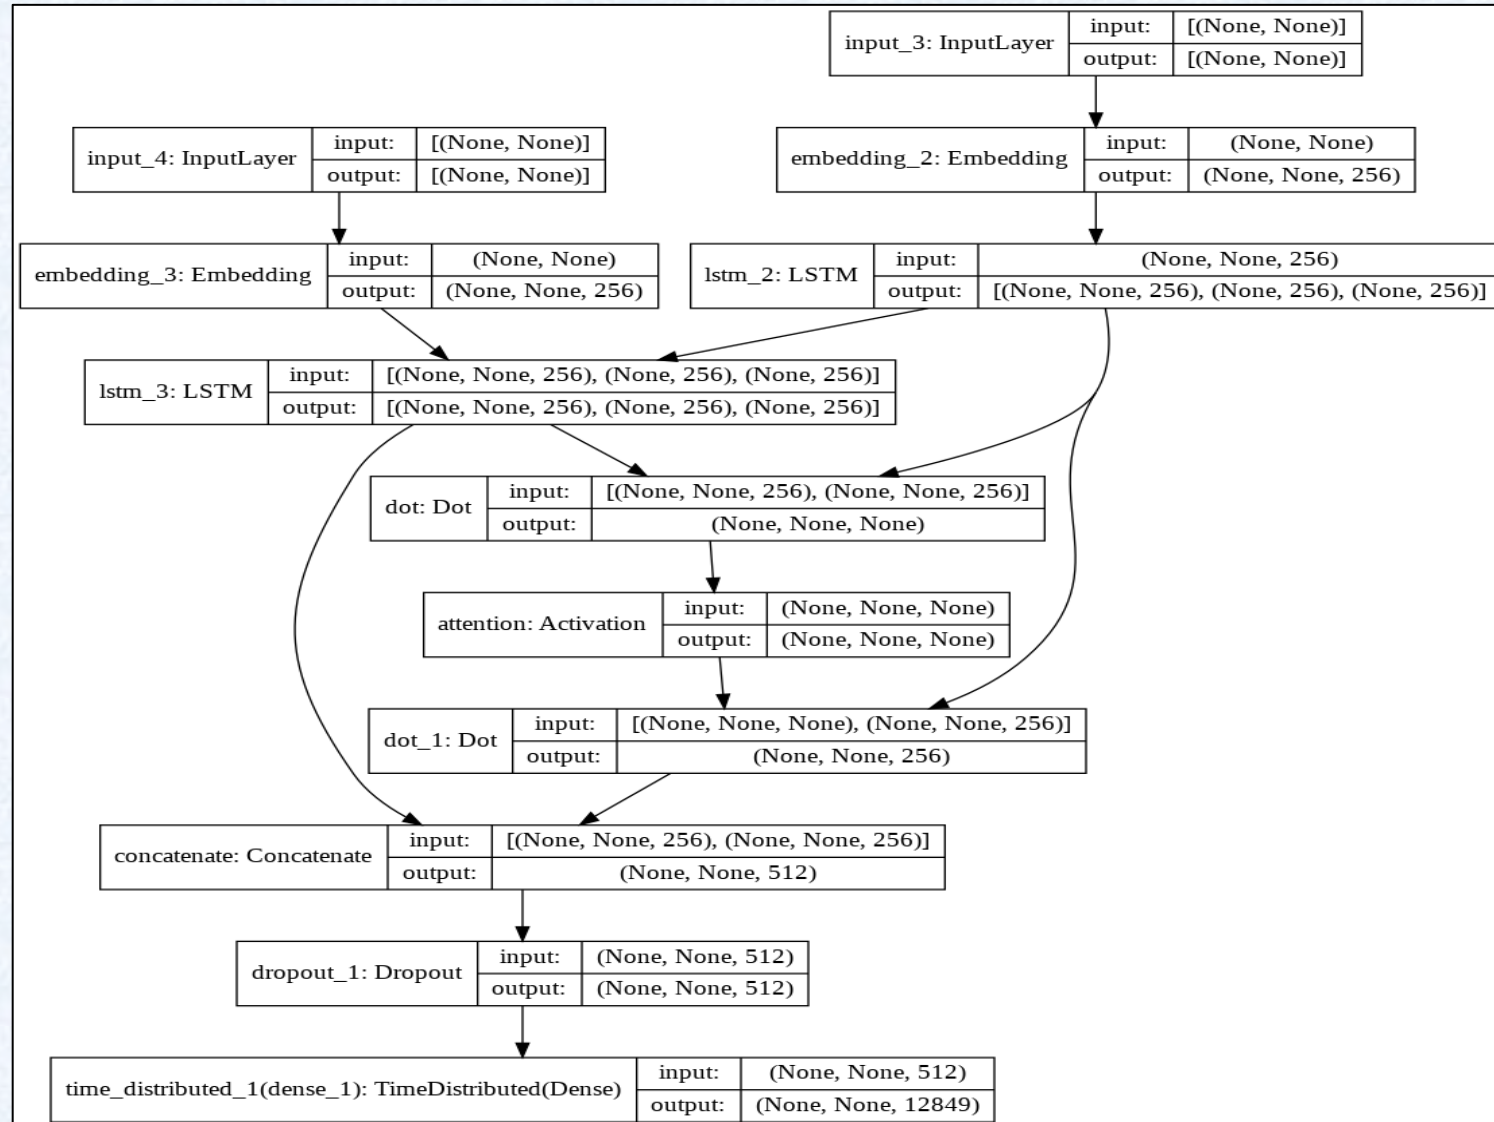 input_3: InputLayer
input: [(None, None)]
output: [(None, None)]
input_4: InputLayer
input: [(None, None)]
output: [(None, None)]
embedding_2: Embedding
input: (None, None)
output: (None, None, 256)
embedding_3: Embedding
input: (None, None)
output: (None, None, 256)
lstm_2: LSTM
input: (None, None, 256)
output: [(None, None, 256), (None, 256), (None, 256)]
lstm_3: LSTM
input: [(None, None, 256), (None, 256), (None, 256)]
output: [(None, None, 256), (None, 256), (None, 256)]
dot: Dot
input: [(None, None, 256), (None, None, 256)]
output: (None, None, None)
attention: Activation
input: (None, None, None)
output: (None, None, None)
dot_1: Dot
input: [(None, None, None), (None, None, 256)]
output: (None, None, 256)
concatenate: Concatenate
input: [(None, None, 256), (None, None, 256)]
output: (None, None, 512)
dropout_1: Dropout
input: (None, None, 512)
output: (None, None, 512)
time_distributed_1(dense_1): TimeDistributed(Dense)
input: (None, None, 512)
output: (None, None, 12849)